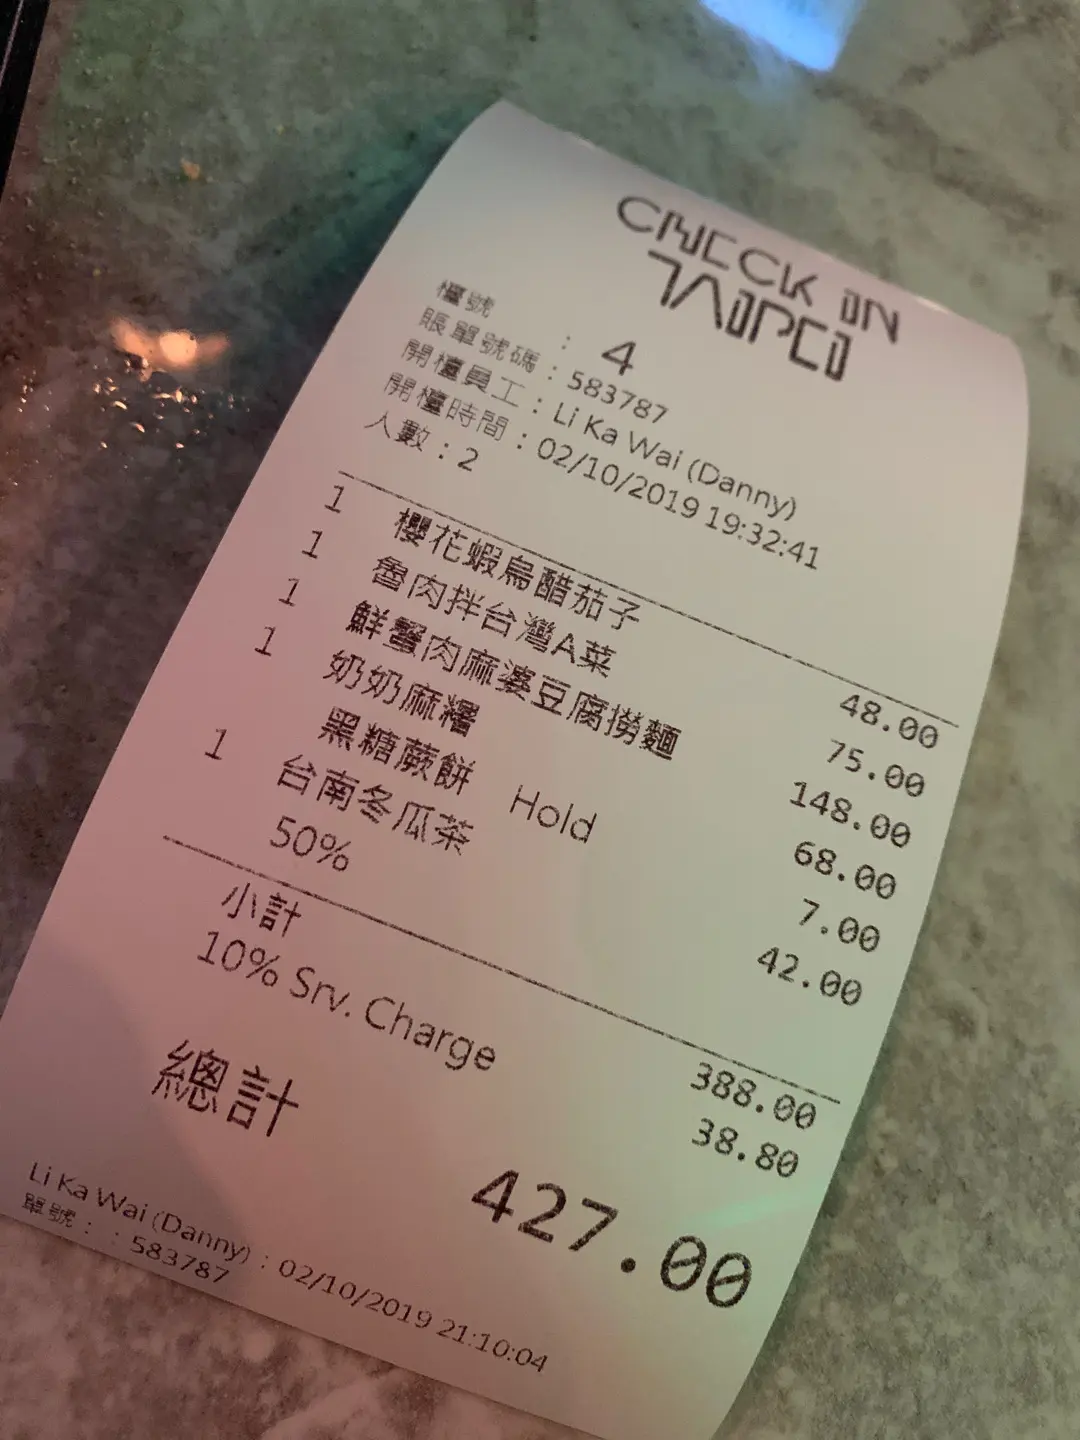 CHECK IN
TAIPEI
檯號 : 4
賬單號碼 : 583787
開檯員工 : Li Ka Wai (Danny)
開檯時間 : 02/10/2019 19:32:41
人數 : 2
1 櫻花蝦烏醋茄子 48.00
1 魯肉拌台灣A菜 75.00
1 鮮蟹肉麻婆豆腐撈麵 148.00
1 奶奶麻糬 68.00
黑糖蕨餅 Hold 7.00
1 台南冬瓜茶 42.00
50%
小計 388.00
10% Srv. Charge 38.80
總計 427.00
Li Ka Wai (Danny) : 02/10/2019 21:10:04
單號 : : 583787